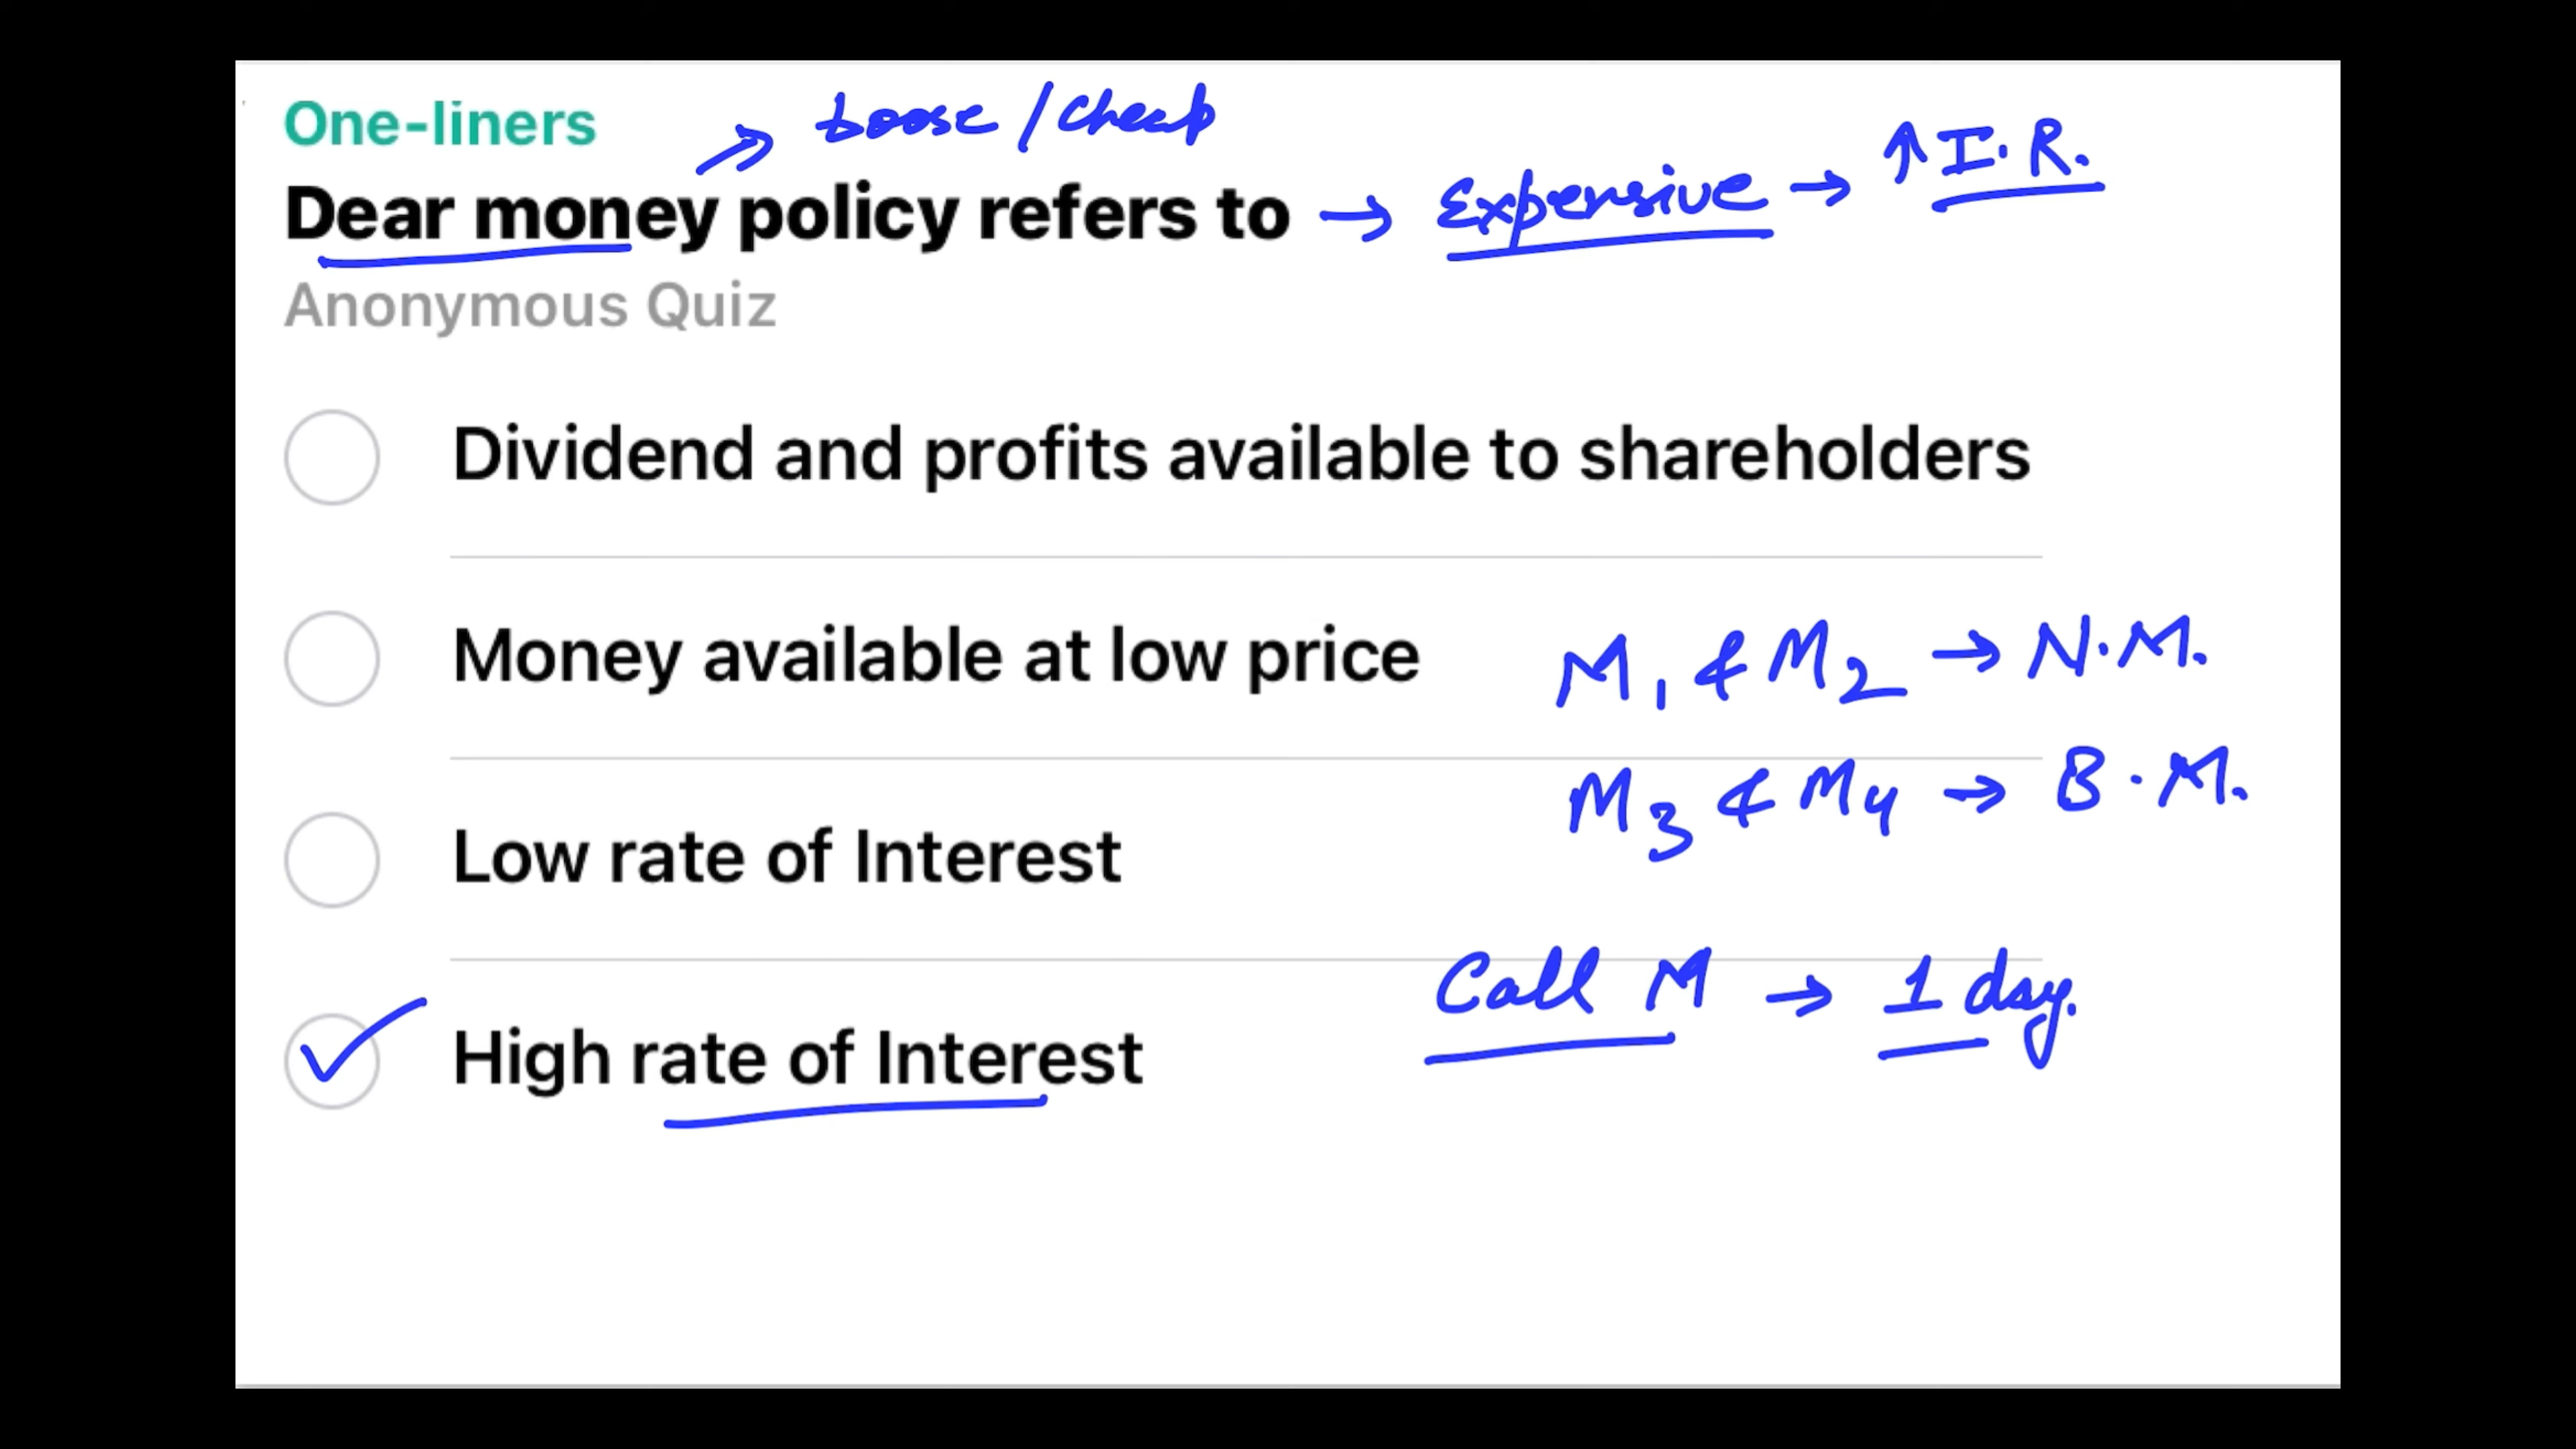 One-liners
Loose / Cheap
Dear money policy refers to → Expensive → ↑ I.R.
Anonymous Quiz
Dividend and profits available to shareholders
Money available at low price
M1 & M2 → N.M.
M3 & M4 → B.M.
Low rate of Interest
Call M → 1 day.
High rate of Interest